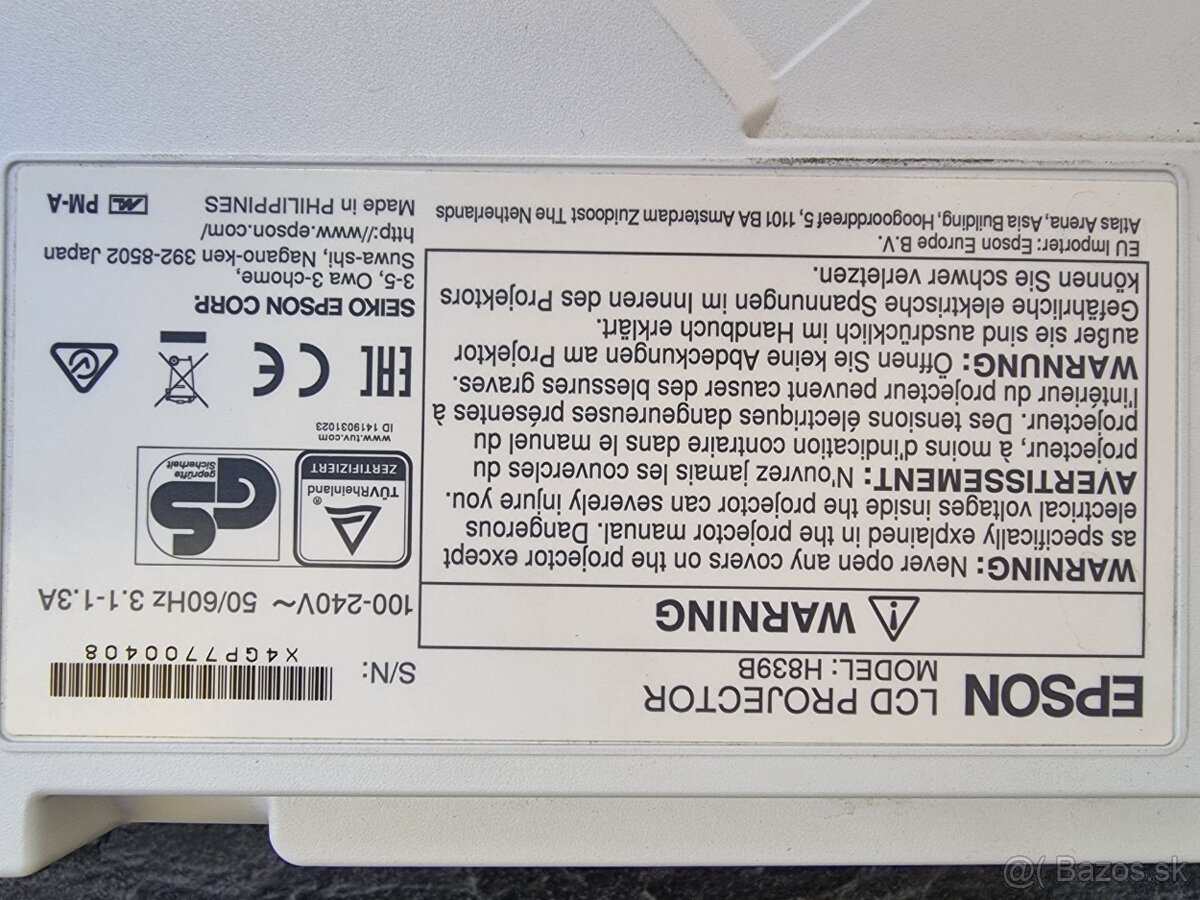 EPSON
LCD PROJECTOR
MODEL: H839B
S/N:
X4GP7700408
WARNING
WARNING: Never open any covers on the projector except
as specifically explained in the projector manual. Dangerous
electrical voltages inside the projector can severely injure you.
AVERTISSEMENT: N'ouvrez jamais les couvercles du
projecteur, à moins d'indication contraire dans le manuel du
projecteur. Des tensions électriques dangereuses présentes à
l'intérieur du projecteur peuvent causer des blessures graves.
WARNUNG: Öffnen Sie keine Abdeckungen am Projektor
außer sie sind ausdrücklich im Handbuch erklärt.
Gefährliche elektrische Spannungen im Inneren des Projektors
können Sie schwer verletzen.
EU Importer: Epson Europe B.V.
Atlas Arena, Asia Building, Hoogoorddreef 5, 1101 BA Amsterdam Zuidoost The Netherlands
100-240V~ 50/60Hz 3.1-1.3A
TÜVRheinland®
ZERTIFIZIERT
GS
geprüfte
Sicherheit
www.tuv.com
ID 1419031023
EAC
CE
SEIKO EPSON CORP.
3-5, Owa 3-chome,
Suwa-shi, Nagano-ken 392-8502 Japan
http://www.epson.com/
Made in PHILIPPINES
PM-A
@( Bazos.sk